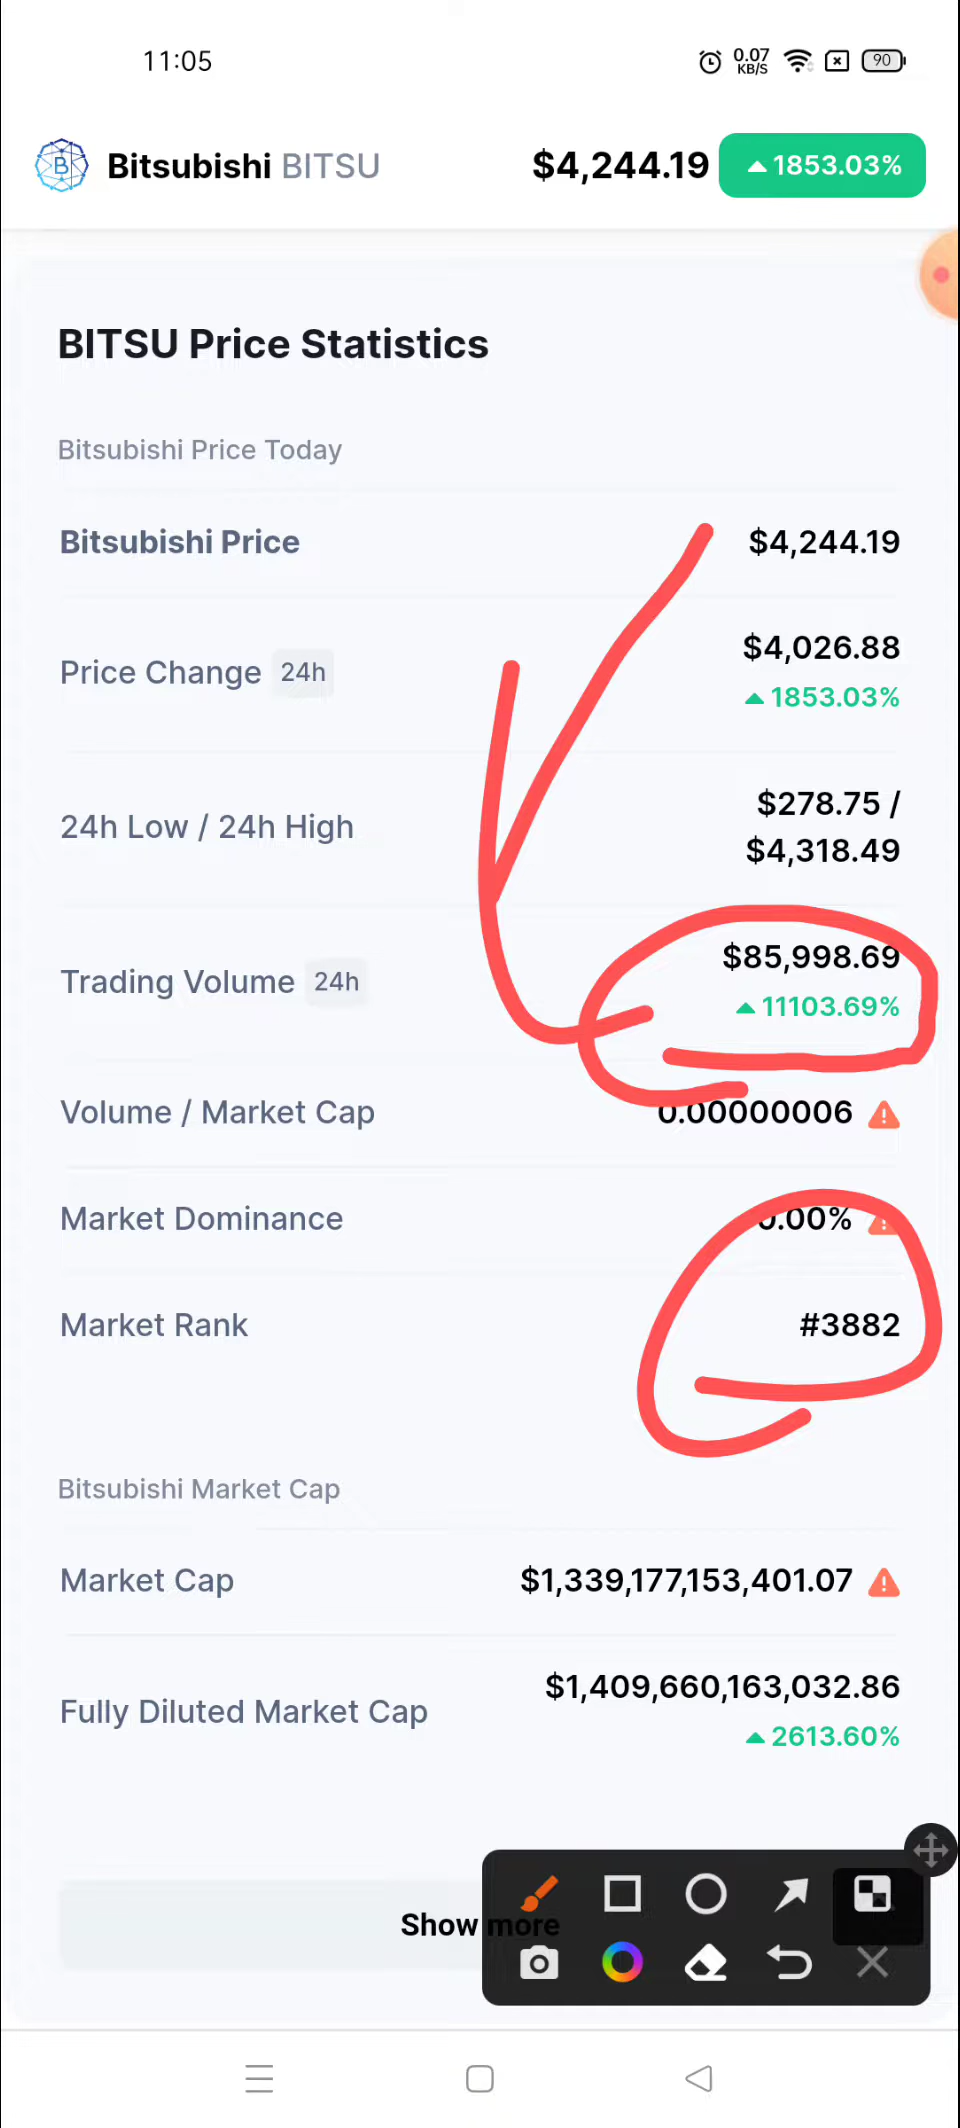 11:05
0.07
KB/S
90
Bitsubishi BITSU
$4,244.19
1853.03%
BITSU Price Statistics
Bitsubishi Price Today
Bitsubishi Price
$4,244.19
Price Change 24h
$4,026.88
1853.03%
24h Low / 24h High
$278.75 /
$4,318.49
Trading Volume 24h
$85,998.69
11103.69%
Volume / Market Cap
0.00000006
Market Dominance
0.00%
Market Rank
#3882
Bitsubishi Market Cap
Market Cap
$1,339,177,153,401.07
Fully Diluted Market Cap
$1,409,660,163,032.86
2613.60%
Show more